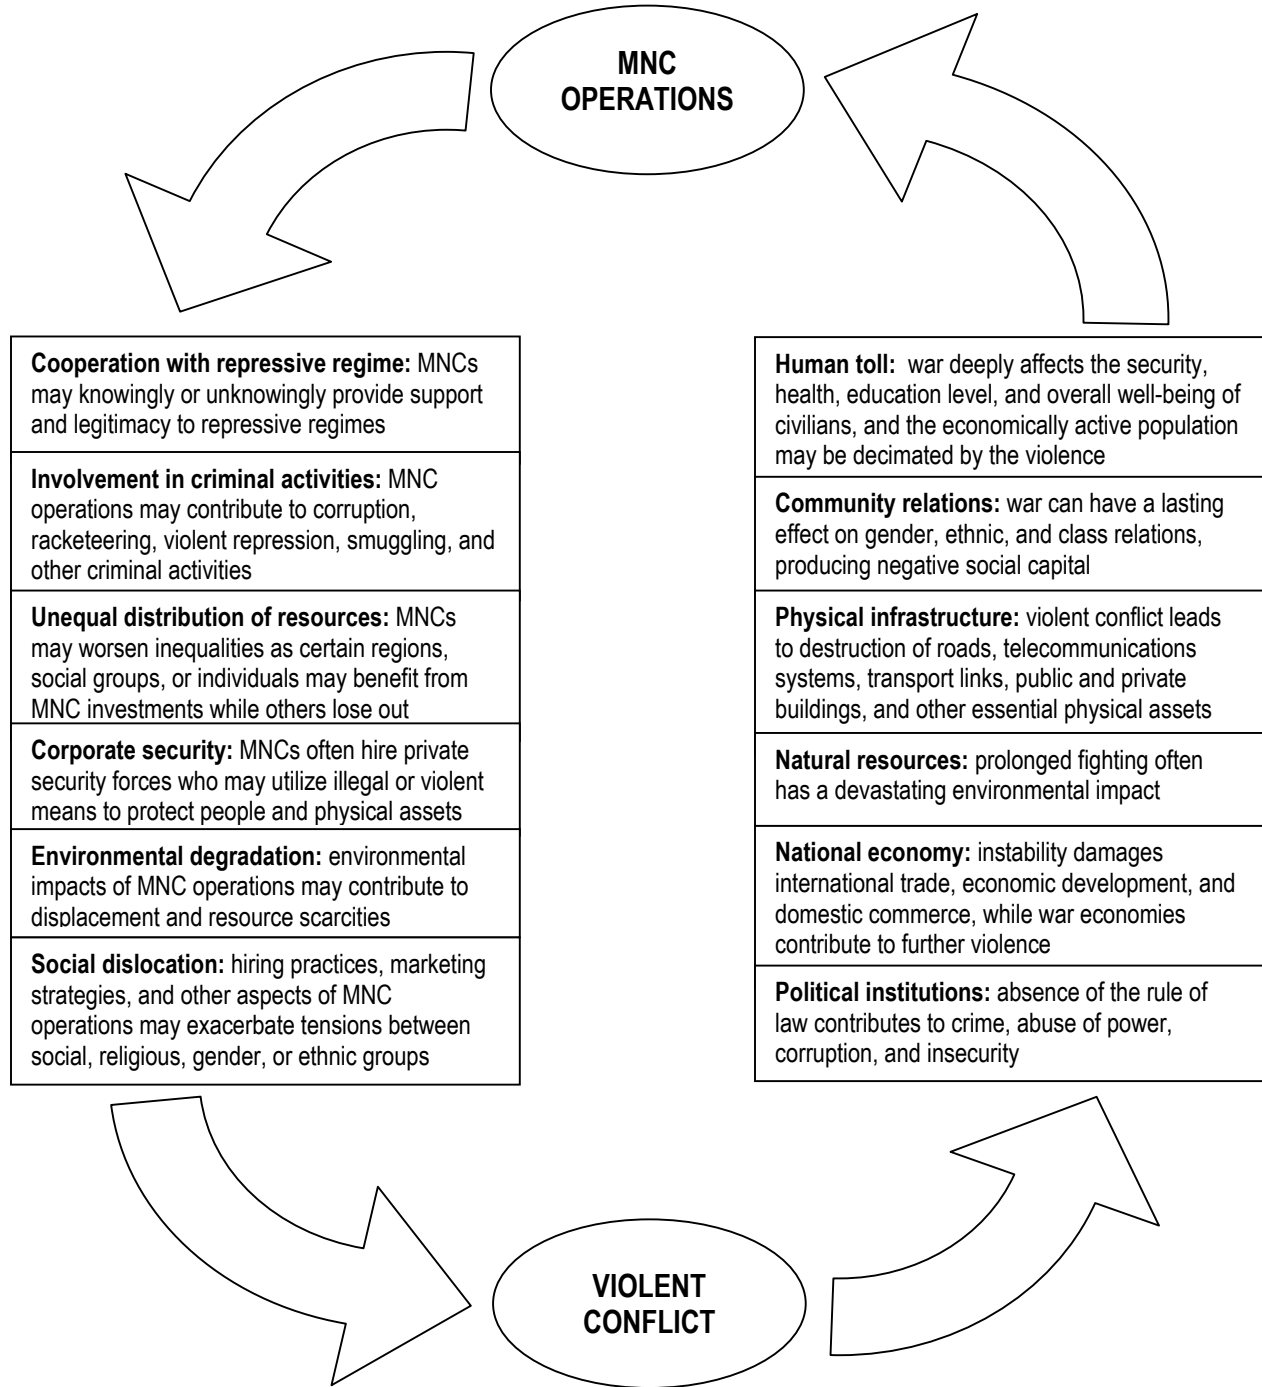 MNC
OPERATIONS
Cooperation with repressive regime: MNCs
may knowingly or unknowingly provide support
and legitimacy to repressive regimes
Involvement in criminal activities: MNC
operations may contribute to corruption,
racketeering, violent repression, smuggling, and
other criminal activities
Unequal distribution of resources: MNCs
may worsen inequalities as certain regions,
social groups, or individuals may benefit from
MNC investments while others lose out
Corporate security: MNCs often hire private
security forces who may utilize illegal or violent
means to protect people and physical assets
Environmental degradation: environmental
impacts of MNC operations may contribute to
displacement and resource scarcities
Social dislocation: hiring practices, marketing
strategies, and other aspects of MNC
operations may exacerbate tensions between
social, religious, gender, or ethnic groups
Human toll: war deeply affects the security,
health, education level, and overall well-being of
civilians, and the economically active population
may be decimated by the violence
Community relations: war can have a lasting
effect on gender, ethnic, and class relations,
producing negative social capital
Physical infrastructure: violent conflict leads
to destruction of roads, telecommunications
systems, transport links, public and private
buildings, and other essential physical assets
Natural resources: prolonged fighting often
has a devastating environmental impact
National economy: instability damages
international trade, economic development, and
domestic commerce, while war economies
contribute to further violence
Political institutions: absence of the rule of
law contributes to crime, abuse of power,
corruption, and insecurity
VIOLENT
CONFLICT